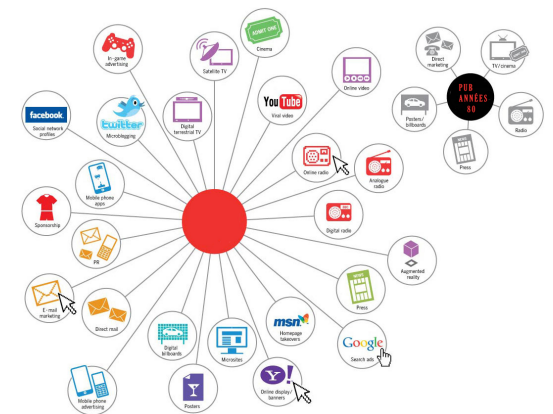 ADMIT ONE
Cinema
In-game
advertising
Satellite TV
Online video
Direct
marketing
TV/cinema
PUB
ANNÉES
80
Posters/
billboards
Radio
Press
facebook.
Social network
profiles
twitter
Microblogging
Digital
terrestrial TV
You Tube
Viral video
Online radio
Analogue
radio
Mobile phone
apps
Sponsorship
Digital radio
PR
Augmented
reality
E-mail
marketing
Direct mail
NEWS
Press
Digital
billboards
Microsites
msn
Homepage
takeovers
Google
Search ads
Mobile phone
advertising
Posters
Y!
Online display/
banners